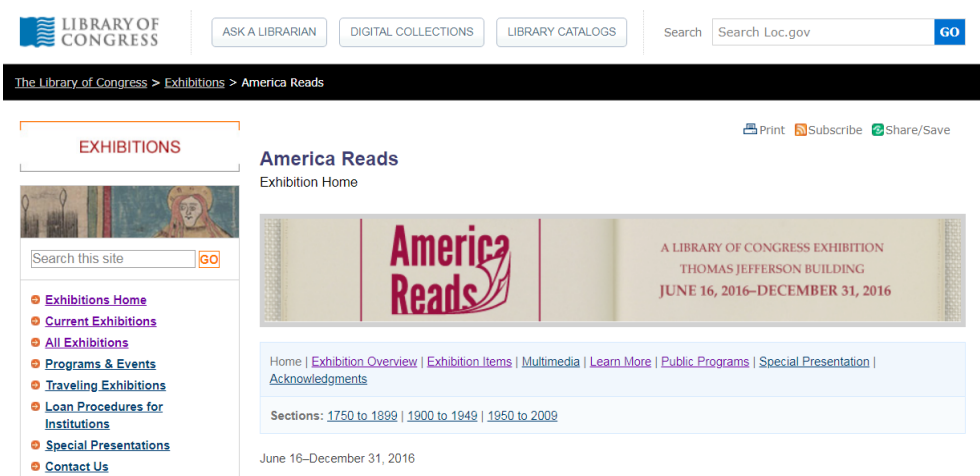 LIBRARY OF
CONGRESS
ASK A LIBRARIAN
DIGITAL COLLECTIONS
LIBRARY CATALOGS
Search
Search Loc.gov
GO
The Library of Congress > Exhibitions > America Reads
Print Subscribe Share/Save
EXHIBITIONS
America Reads
Exhibition Home
America
Reads
A LIBRARY OF CONGRESS EXHIBITION
THOMAS JEFFERSON BUILDING
JUNE 16, 2016–DECEMBER 31, 2016
Search this site
GO
Exhibitions Home
Current Exhibitions
All Exhibitions
Programs & Events
Traveling Exhibitions
Loan Procedures for
Institutions
Special Presentations
Contact Us
Home | Exhibition Overview | Exhibition Items | Multimedia | Learn More | Public Programs | Special Presentation |
Acknowledgments
Sections: 1750 to 1899 | 1900 to 1949 | 1950 to 2009
June 16–December 31, 2016